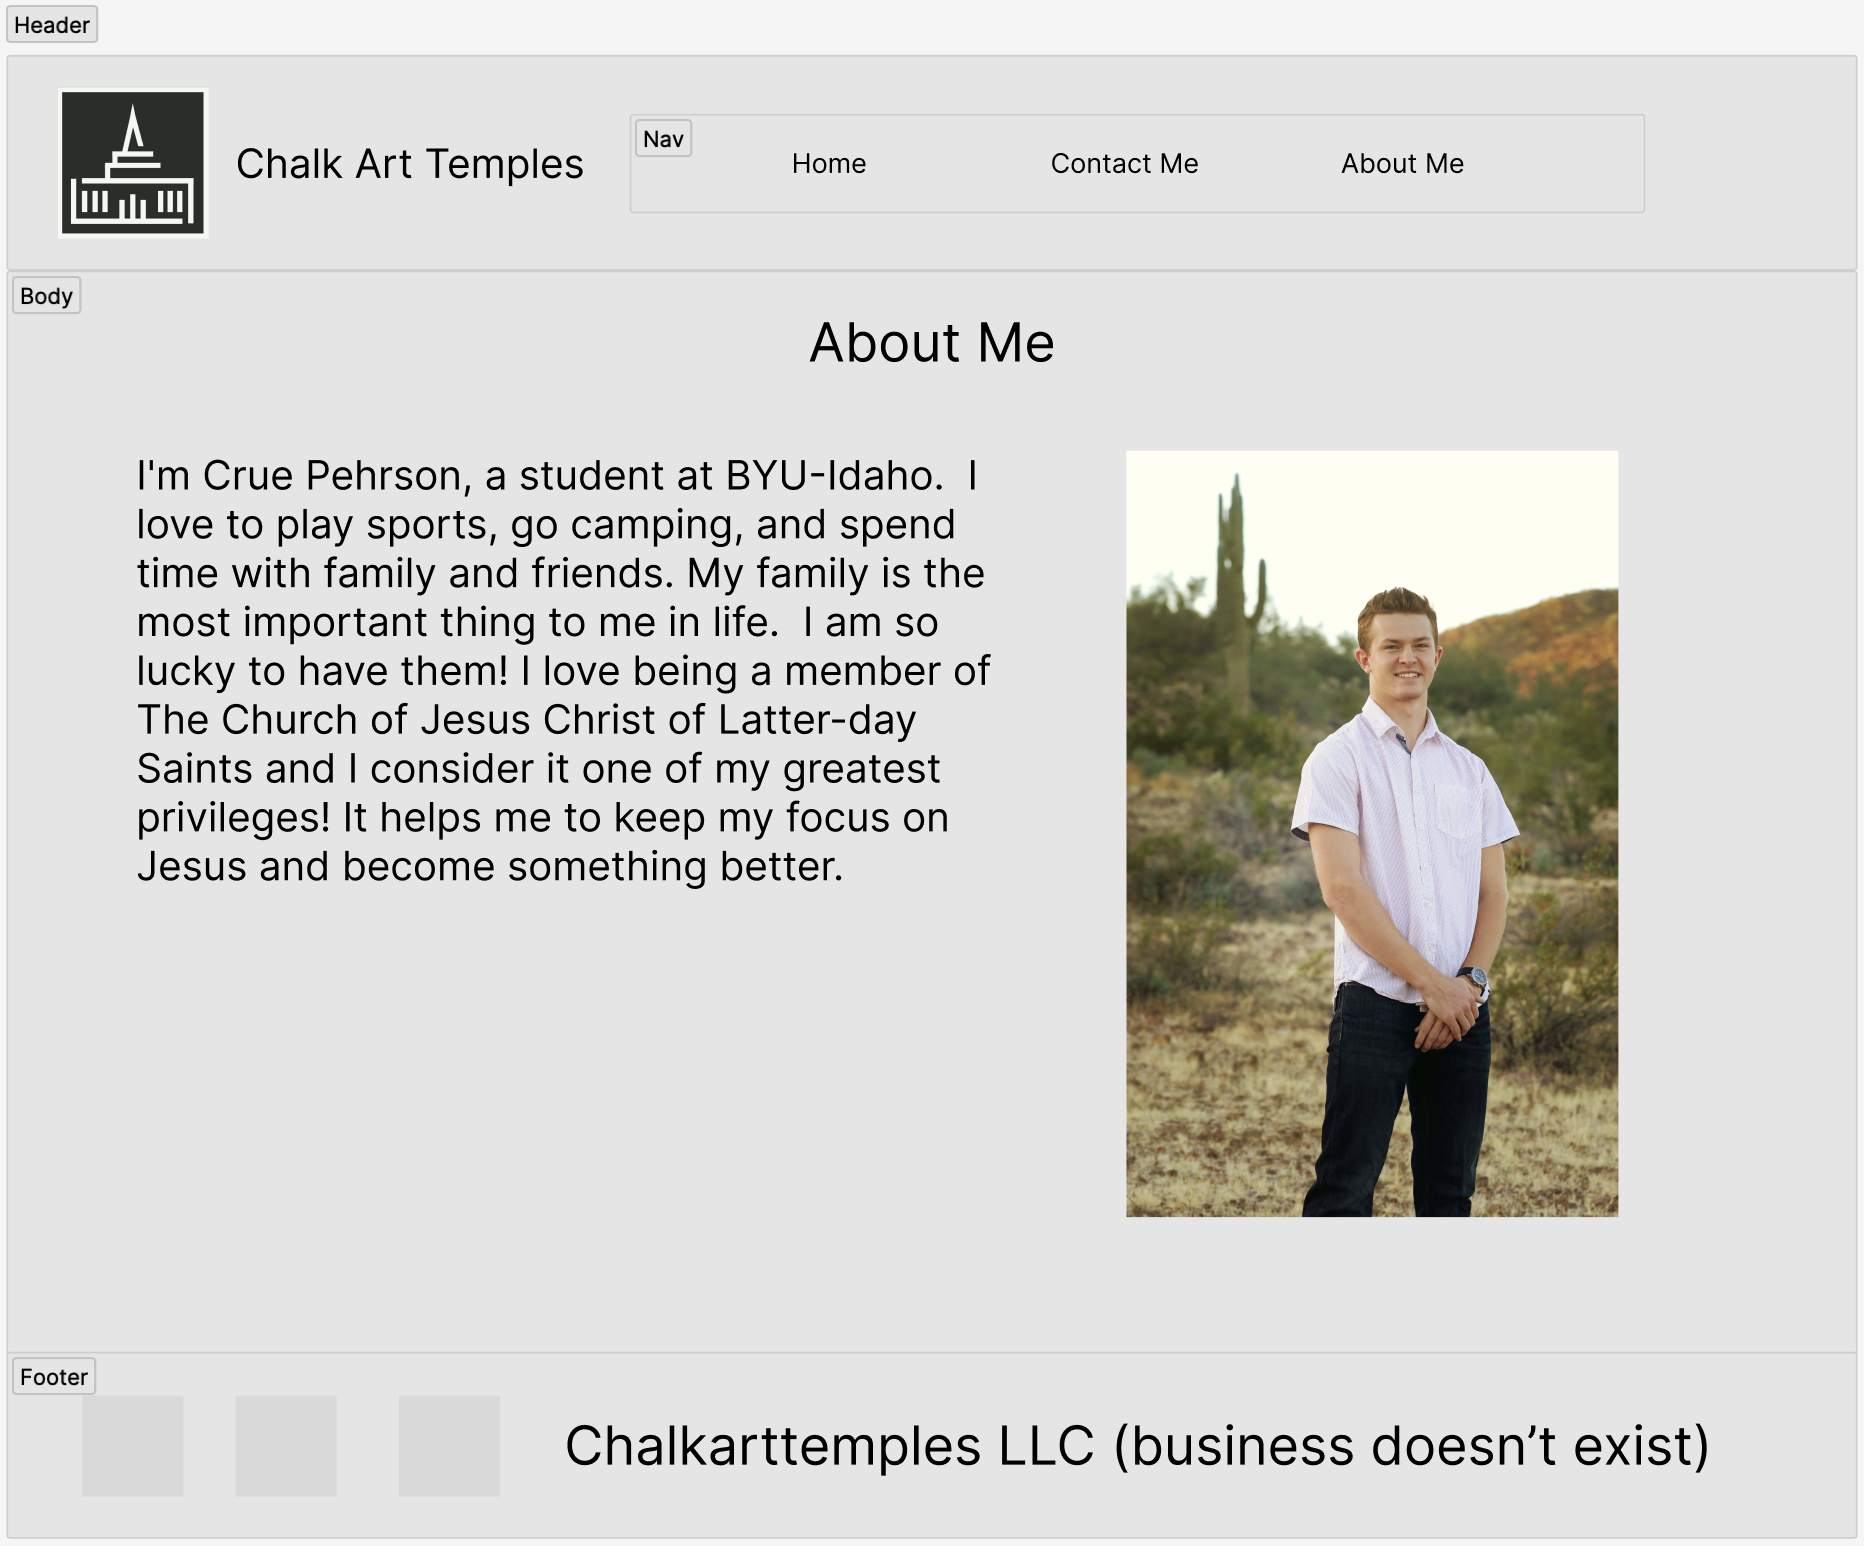 Header
Chalk Art Temples
Nav
Home
Contact Me
About Me
Body
About Me
I'm Crue Pehrson, a student at BYU-Idaho.  I
love to play sports, go camping, and spend
time with family and friends. My family is the
most important thing to me in life.  I am so
lucky to have them! I love being a member of
The Church of Jesus Christ of Latter-day
Saints and I consider it one of my greatest
privileges! It helps me to keep my focus on
Jesus and become something better.
Footer
Chalkarttemples LLC (business doesn’t exist)